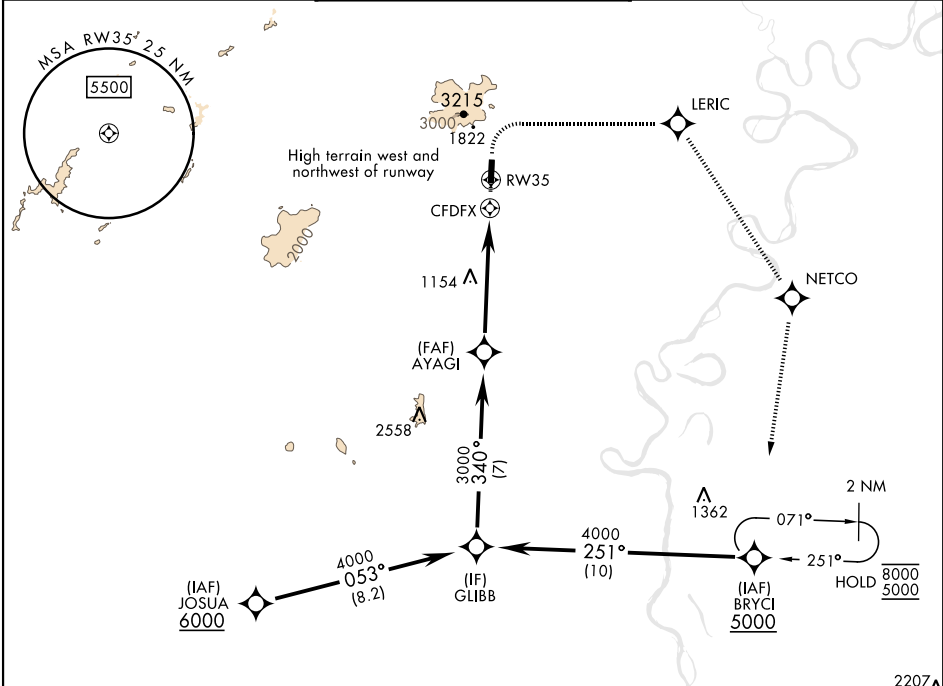 MSA RW35 25 NM
5500
3215
3000
1822
High terrain west and
northwest of runway
LERIC
RW35
CFDFX
2000
1154
NETCO
(FAF)
AYAGI
2558
3000
340°
(7)
1362
2 NM
071°
251°
HOLD
8000
5000
4000
251°
(10)
4000
053°
(8.2)
(IF)
GLIBB
(IAF)
JOSUA
6000
(IAF)
BRYCI
5000
2207